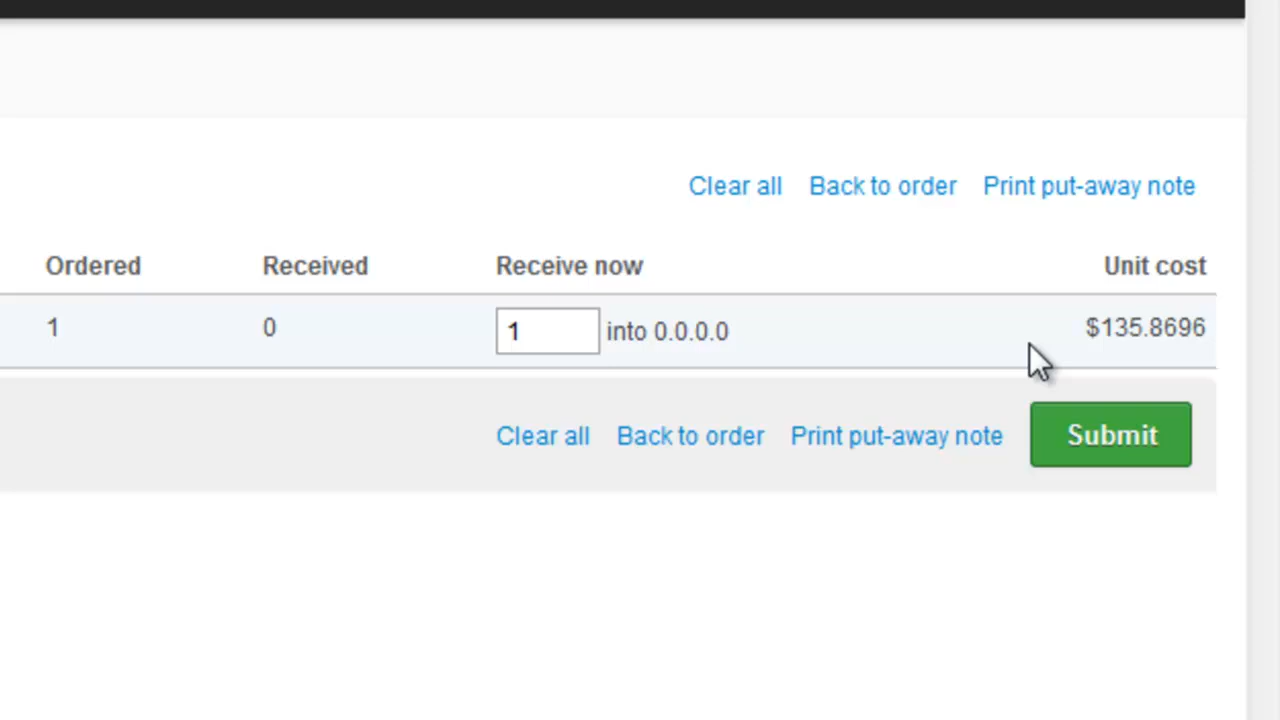 Clear all Back to order Print put-away note
Ordered Received Receive now Unit cost
1 0 1 into 0.0.0.0 $135.8696
Clear all Back to order Print put-away note Submit